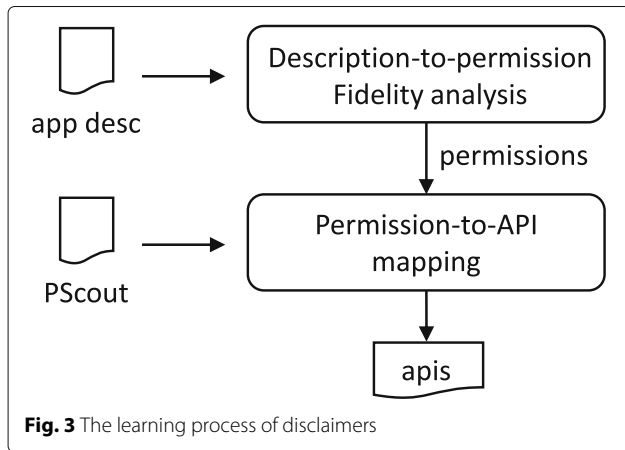 Description-to-permission
Fidelity analysis
app desc
permissions
Permission-to-API
mapping
PScout
apis
Fig. 3 The learning process of disclaimers